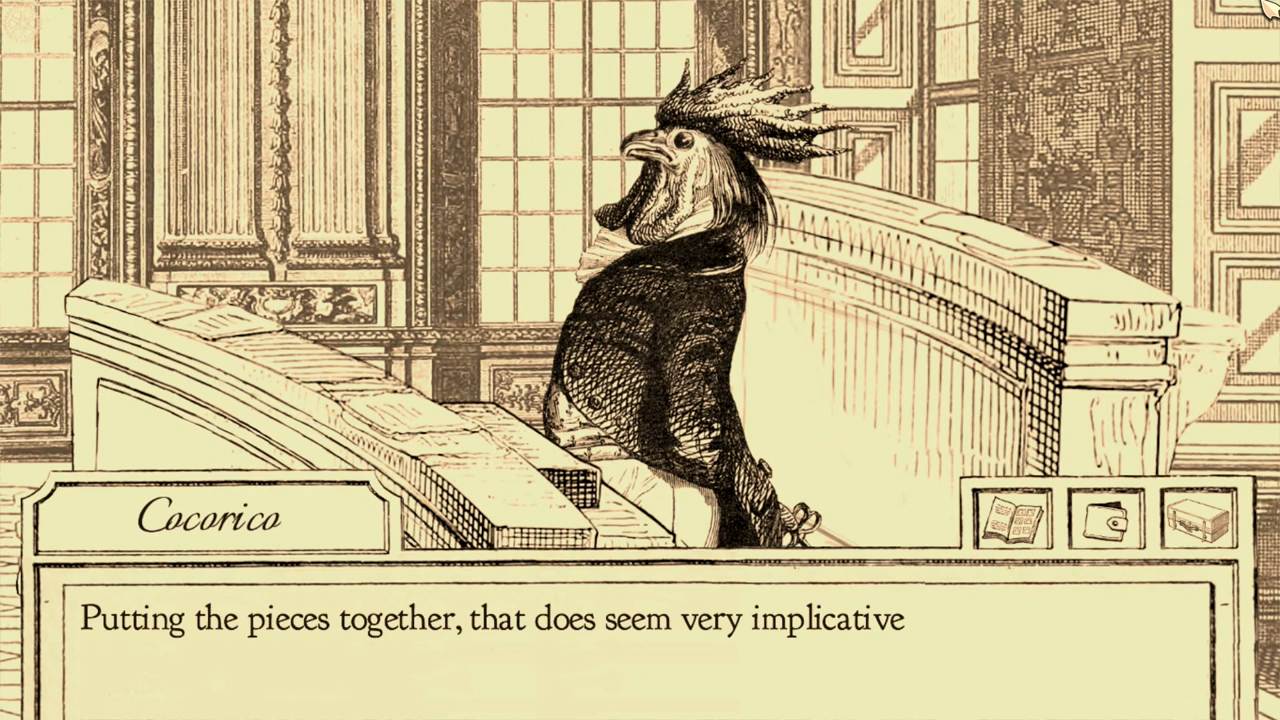 Cocorico
Putting the pieces together, that does seem very implicative